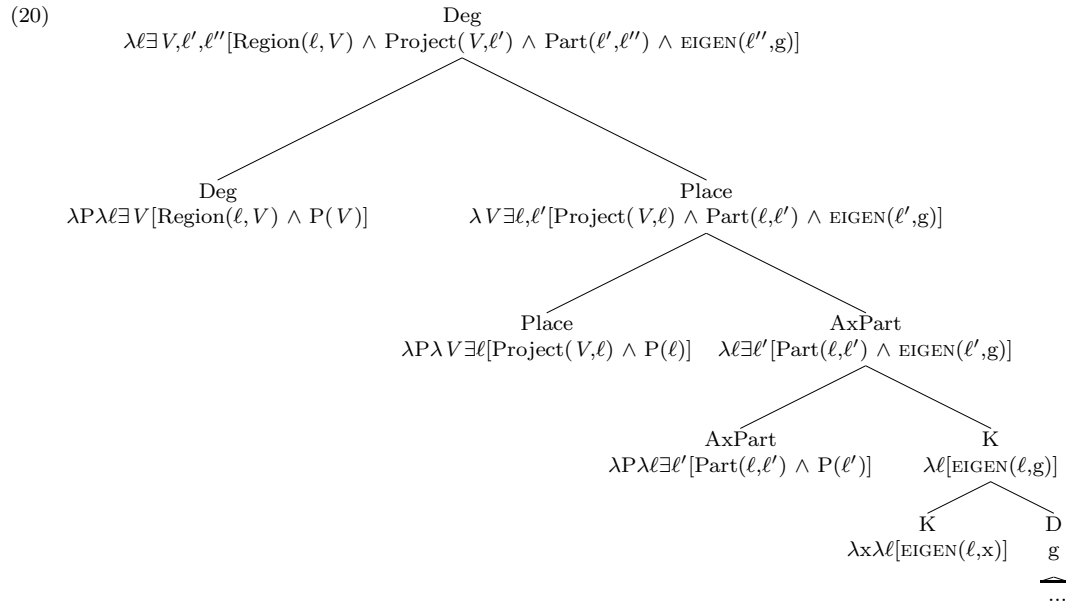 (20)
Deg
λℓ∃V,ℓ′,ℓ″[Region(ℓ,V) ∧ Project(V,ℓ′) ∧ Part(ℓ′,ℓ″) ∧ EIGEN(ℓ″,g)]
Deg Place
λPλℓ∃V[Region(ℓ,V) ∧ P(V)] λV∃ℓ,ℓ′[Project(V,ℓ) ∧ Part(ℓ,ℓ′) ∧ EIGEN(ℓ′,g)]
Place AxPart
λPλV∃ℓ[Project(V,ℓ) ∧ P(ℓ)] λℓ∃ℓ′[Part(ℓ,ℓ′) ∧ EIGEN(ℓ′,g)]
AxPart K
λPλℓ∃ℓ′[Part(ℓ,ℓ′) ∧ P(ℓ′)] λℓ[EIGEN(ℓ,g)]
K D
λxλℓ[EIGEN(ℓ,x)] g
...